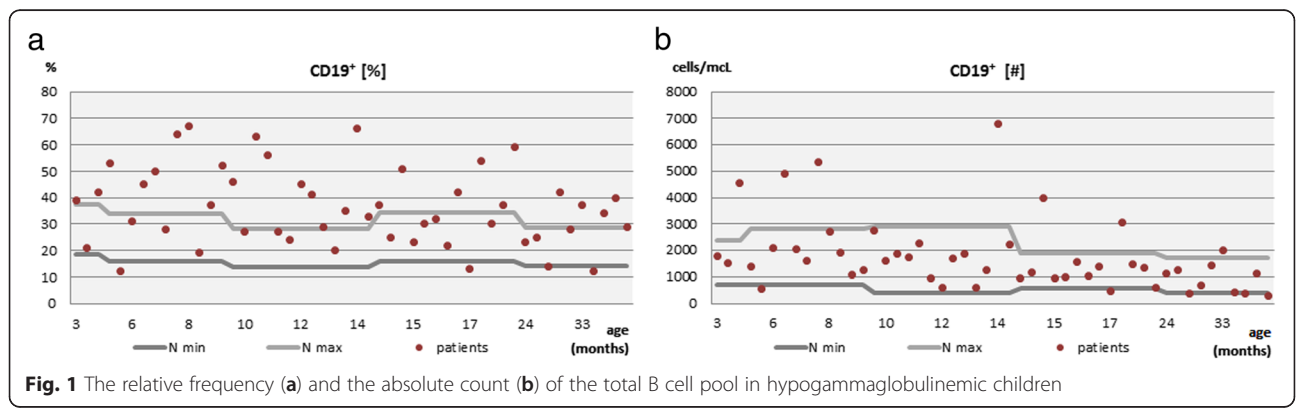 a
CD19⁺ [%]
%
80
70
60
50
40
30
20
10
0
3 6 8 10 12 14 15 17 24 33
age
(months)
N min N max patients
b
CD19⁺ [#]
cells/mcL
8000
7000
6000
5000
4000
3000
2000
1000
0
3 6 8 10 12 14 15 17 24 33
age
(months)
N min N max patients
Fig. 1 The relative frequency (a) and the absolute count (b) of the total B cell pool in hypogammaglobulinemic children